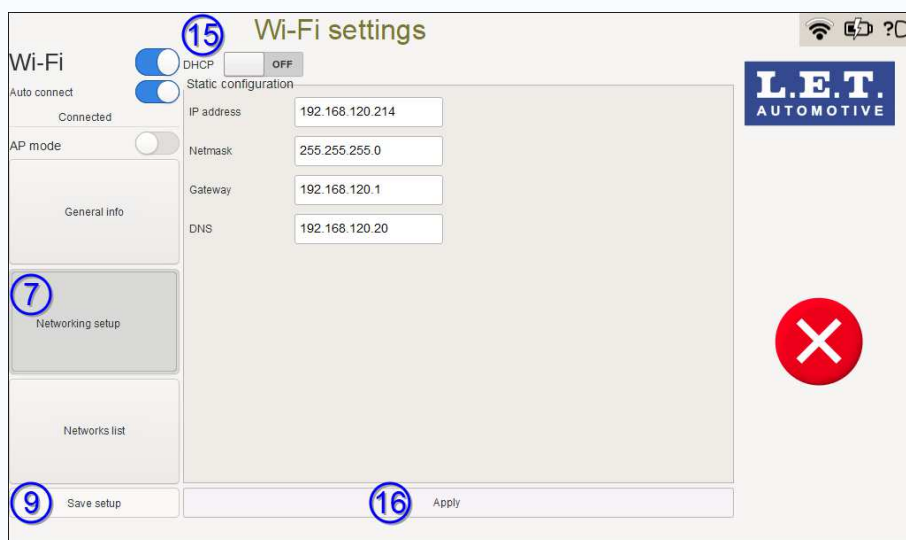 15 Wi-Fi settings
Wi-Fi
DHCP OFF
Auto connect
Static configuration
Connected
IP address 192.168.120.214
AP mode
Netmask 255.255.255.0
Gateway 192.168.120.1
General info
DNS 192.168.120.20
7
Networking setup
Networks list
9 Save setup
16 Apply
?
L.E.T.
AUTOMOTIVE